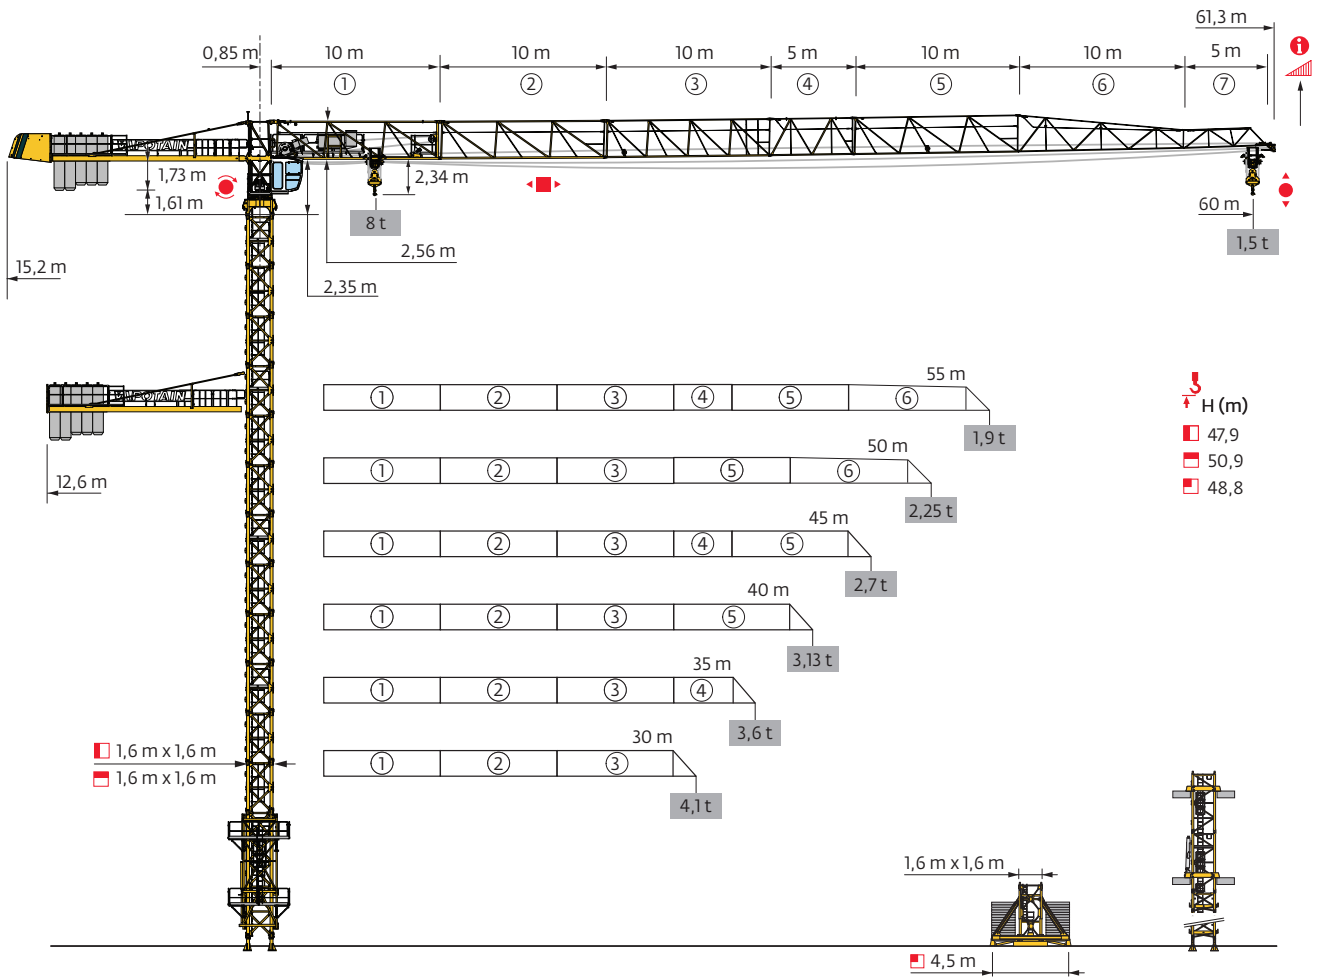 61,3 m
0,85 m 10 m 10 m 10 m 5 m 10 m 10 m 5 m
1 2 3 4 5 6 7
POTAIN
1,73 m
2,34 m
1,61 m
60 m
8 t
1,5 t
2,56 m
15,2 m
2,35 m
POTAIN
12,6 m
55 m
1 2 3 4 5 6
1,9 t
50 m
1 2 3 5 6
2,25 t
45 m
1 2 3 4 5
2,7 t
40 m
1 2 3 5
3,13 t
35 m
1 2 3 4
3,6 t
30 m
1 2 3
4,1 t
H (m)
47,9
50,9
48,8
1,6 m x 1,6 m
1,6 m x 1,6 m
1,6 m x 1,6 m
4,5 m